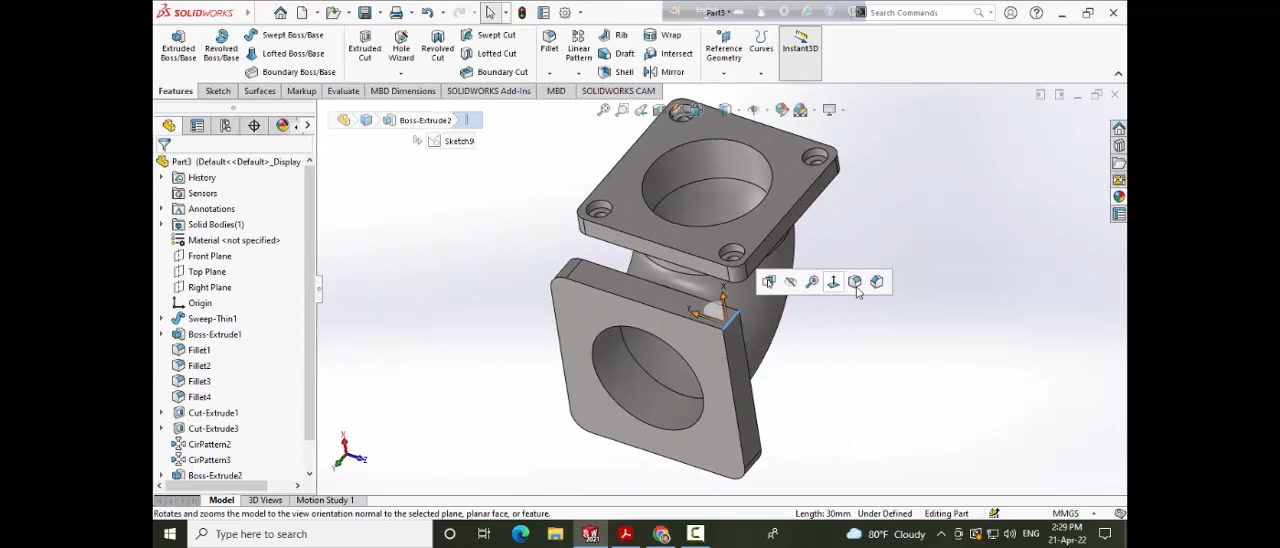 SOLIDWORKS
Part3 *
Search Commands
Extruded Boss/Base
Revolved Boss/Base
Swept Boss/Base
Lofted Boss/Base
Boundary Boss/Base
Extruded Cut
Hole Wizard
Revolved Cut
Swept Cut
Lofted Cut
Boundary Cut
Fillet
Linear Pattern
Rib
Draft
Shell
Wrap
Intersect
Mirror
Reference Geometry
Curves
Instant3D
Features
Sketch
Surfaces
Markup
Evaluate
MBD Dimensions
SOLIDWORKS Add-Ins
MBD
SOLIDWORKS CAM
Boss-Extrude2
Sketch9
Part3 (Default<<Default>_Display
History
Sensors
Annotations
Solid Bodies(1)
Material <not specified>
Front Plane
Top Plane
Right Plane
Origin
Sweep-Thin1
Boss-Extrude1
Fillet1
Fillet2
Fillet3
Fillet4
Cut-Extrude1
Cut-Extrude3
CirPattern2
CirPattern3
Boss-Extrude2
X
Y
X
Y
Z
Model
3D Views
Motion Study 1
Rotates and zooms the model to the view orientation normal to the selected plane, planar face, or feature.
Length: 30mm
Under Defined
Editing Part
MMGS
Type here to search
SW
2021
80°F Cloudy
ENG
2:29 PM
21-Apr-22